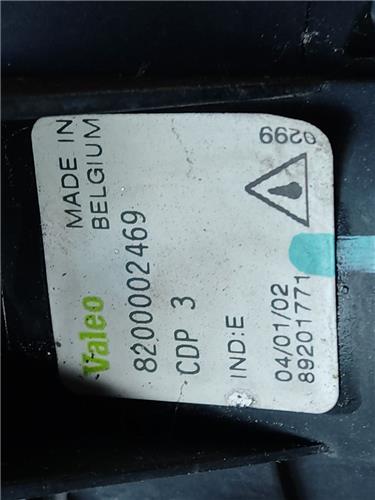 Valeo
MADE IN
BELGIUM
8200002469
CDP 3
IND:E
04/01/02
89201771
0299